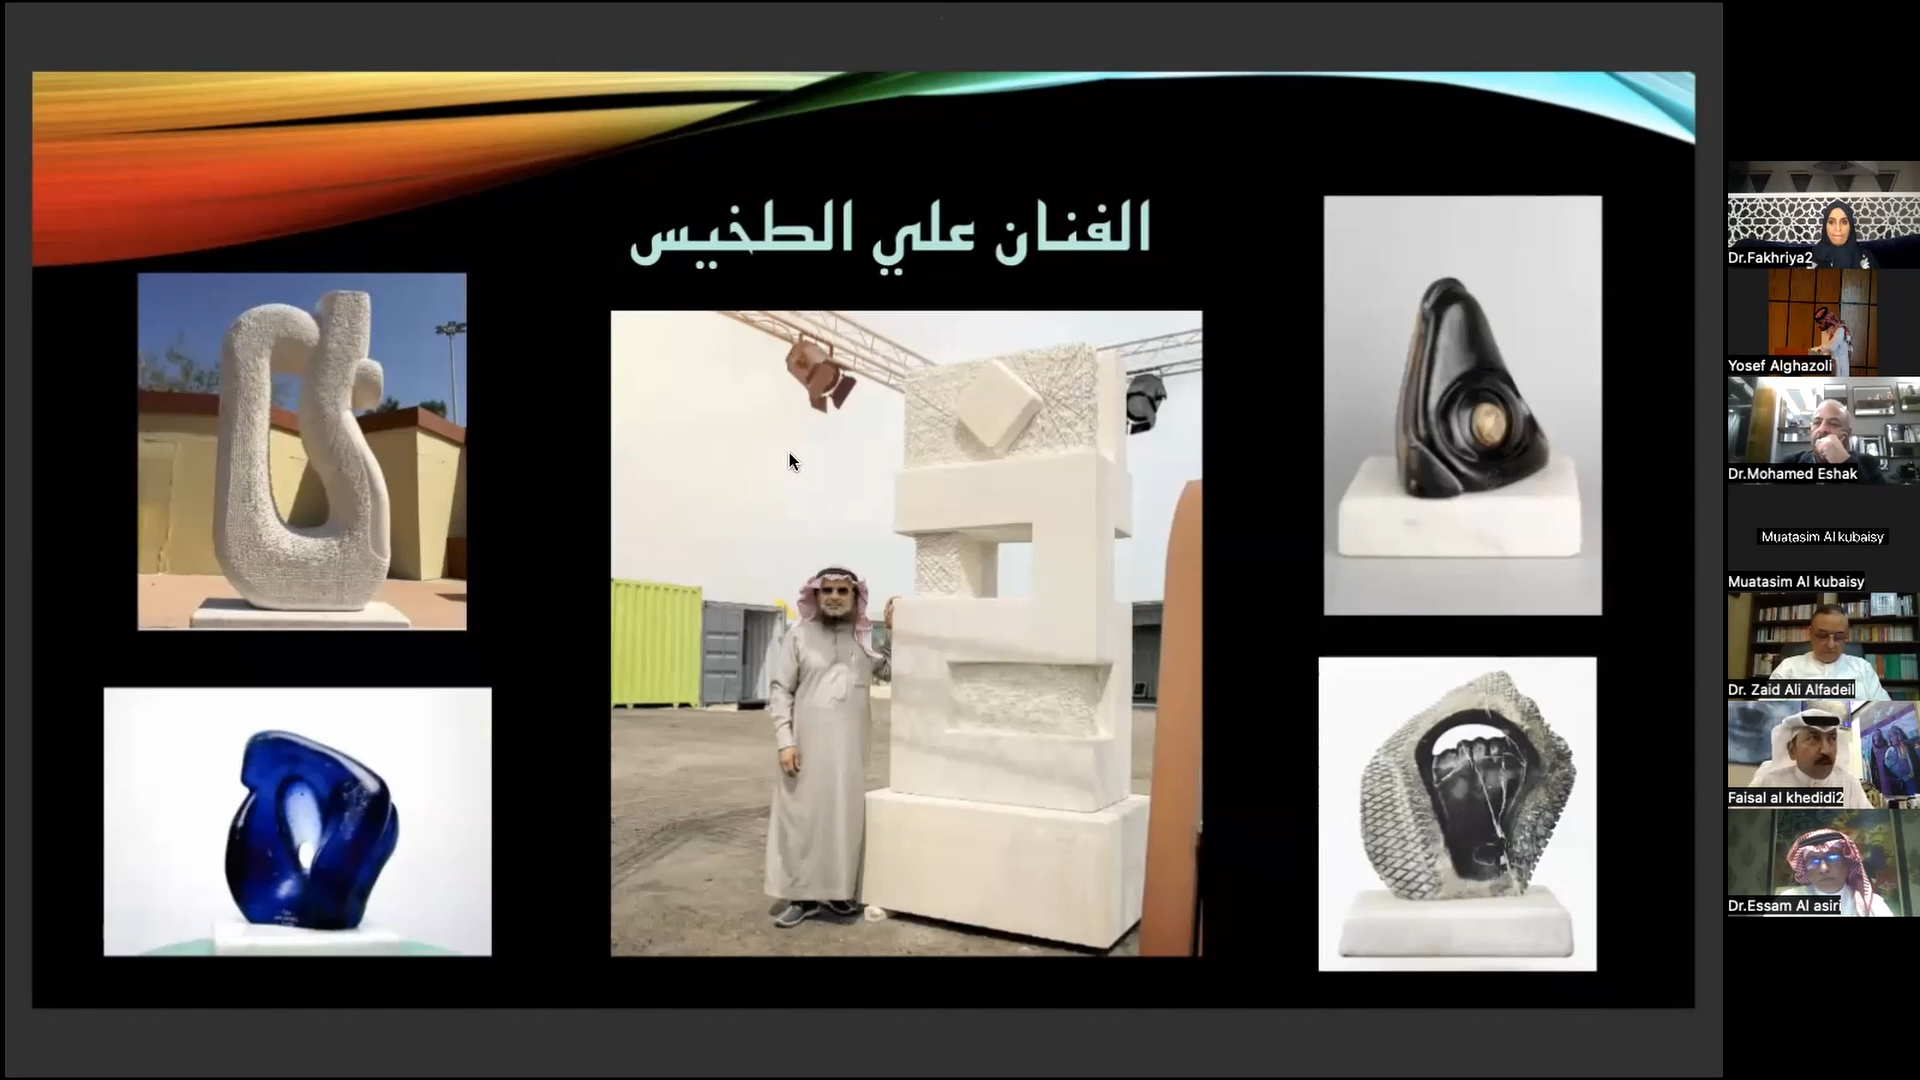 الفنان علي الطخيس
Dr.Fakhriya2
Yosef Alghazoli
Dr.Mohamed Eshak
Muatasim Al kubaisy
Muatasim Al kubaisy
Dr. Zaid Ali Alfadeil
Faisal al khedidi2
Dr.Essam Al asiri